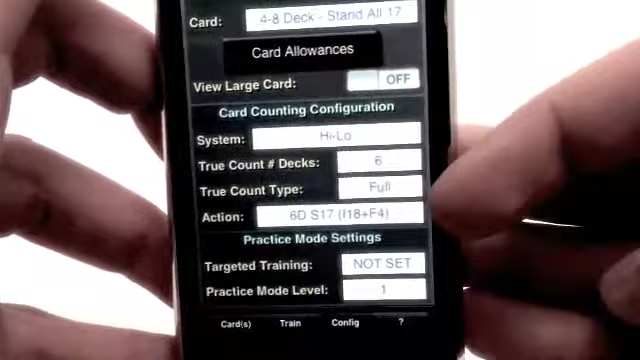 Card: 4-8 Deck - Stand All 17
Card Allowances
View Large Card: OFF
Card Counting Configuration
System: Hi-Lo
True Count # Decks: 6
True Count Type: Full
Action: 6D S17 (I18+F4)
Practice Mode Settings
Targeted Training: NOT SET
Practice Mode Level: 1
Card(s) Train Config ?